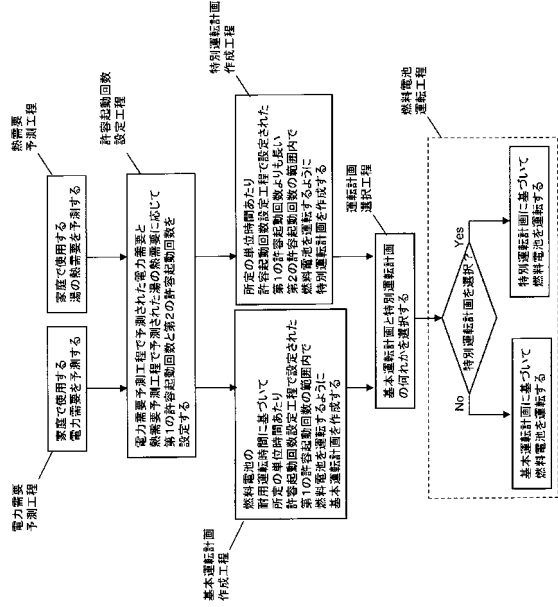 電力需要
予測工程
熱需要
予測工程
家庭で使用する
電力需要を予測する
家庭で使用する
湯の熱需要を予測する
許容起動回数
設定工程
電力需要予測工程で予測された電力需要と
熱需要予測工程で予測された湯の熱需要に応じて
第1の許容起動回数と第2の許容起動回数を
設定する
基本運転計画
作成工程
燃料電池の
耐用運転時間に基づいて
所定の単位時間あたり
許容起動回数設定工程で設定された
第1の許容起動回数の範囲内で
燃料電池を運転するように
基本運転計画を作成する
特別運転計画
作成工程
所定の単位時間あたり
許容起動回数設定工程で設定された
第1の許容起動回数よりも長い
第2の許容起動回数の範囲内で
燃料電池を運転するように
特別運転計画を作成する
運転計画
選択工程
基本運転計画と特別運転計画
の何れかを選択する
燃料電池
運転工程
特別運転計画を選択?
No
Yes
基本運転計画に基づいて
燃料電池を運転する
特別運転計画に基づいて
燃料電池を運転する